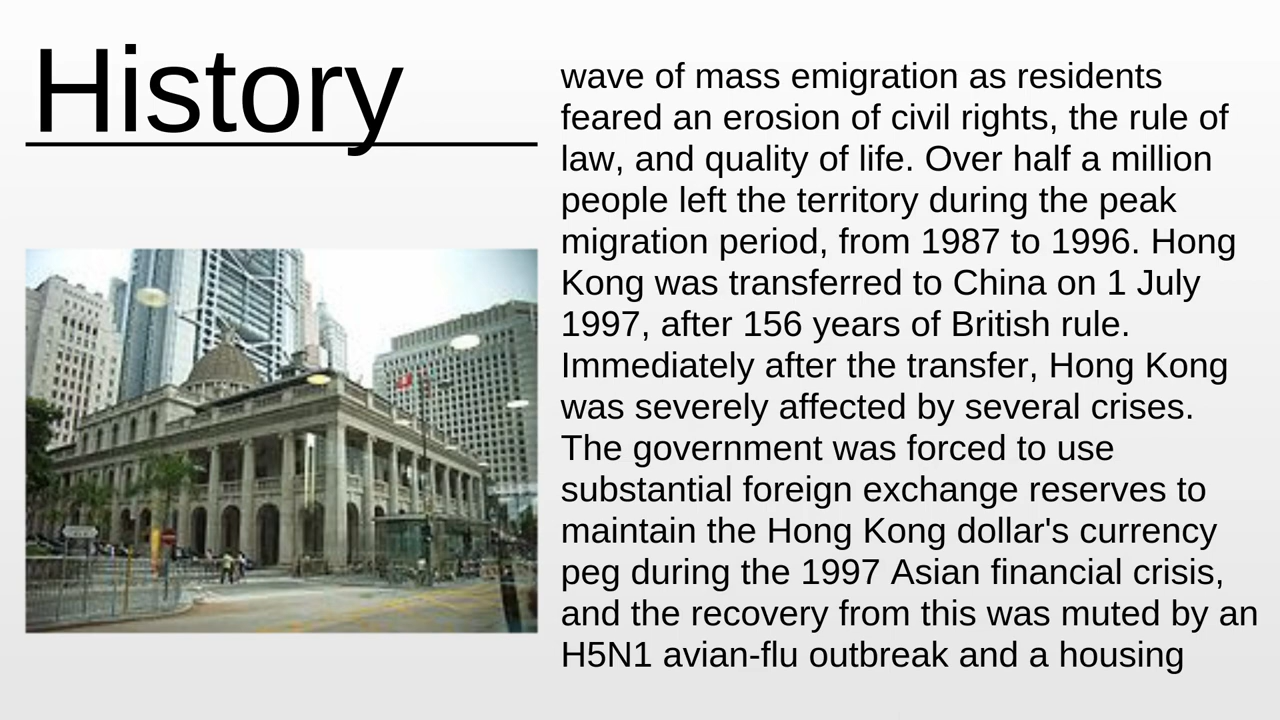 History
wave of mass emigration as residents
feared an erosion of civil rights, the rule of
law, and quality of life. Over half a million
people left the territory during the peak
migration period, from 1987 to 1996. Hong
Kong was transferred to China on 1 July
1997, after 156 years of British rule.
Immediately after the transfer, Hong Kong
was severely affected by several crises.
The government was forced to use
substantial foreign exchange reserves to
maintain the Hong Kong dollar's currency
peg during the 1997 Asian financial crisis,
and the recovery from this was muted by an
H5N1 avian-flu outbreak and a housing